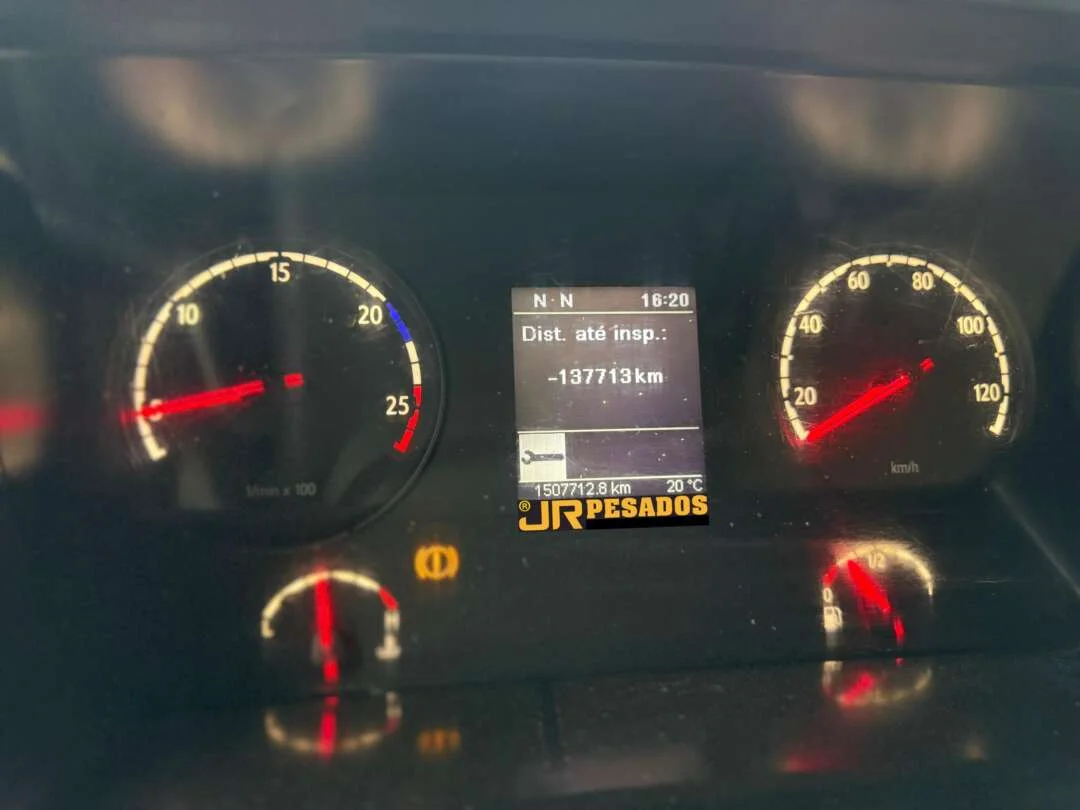 15
10
20
5
25
1/min x 100
N · N 16:20
Dist. até insp.:
-137713 km
1507712.8 km 20 °C
® JR PESADOS
60 80
40 100
20 120
km/h
1/2
0